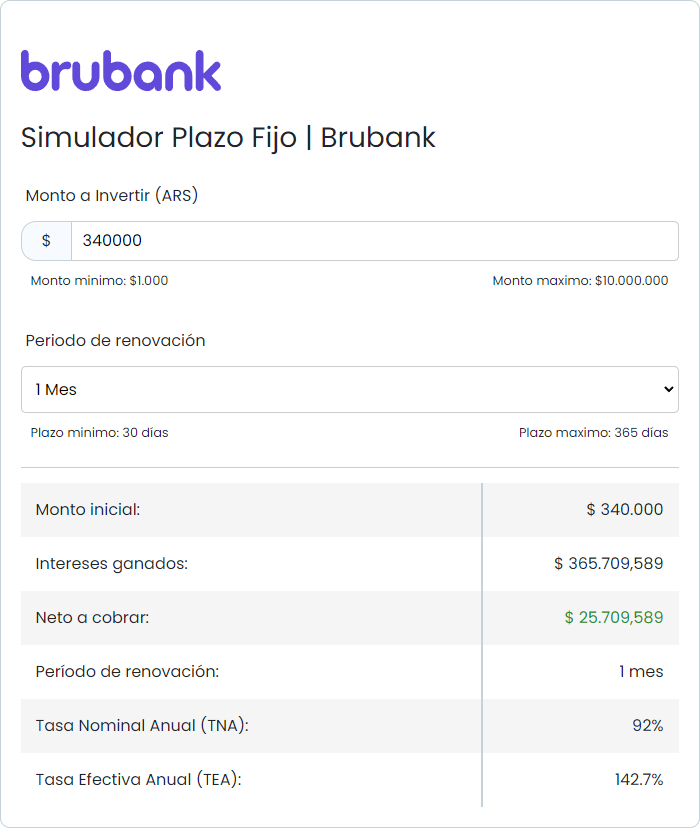 brubank
Simulador Plazo Fijo | Brubank
Monto a Invertir (ARS)
$ 340000
Monto minimo: $1.000 Monto maximo: $10.000.000
Periodo de renovación
1 Mes
Plazo minimo: 30 días Plazo maximo: 365 días
Monto inicial: $ 340.000
Intereses ganados: $ 365.709,589
Neto a cobrar: $ 25.709,589
Período de renovación: 1 mes
Tasa Nominal Anual (TNA): 92%
Tasa Efectiva Anual (TEA): 142.7%